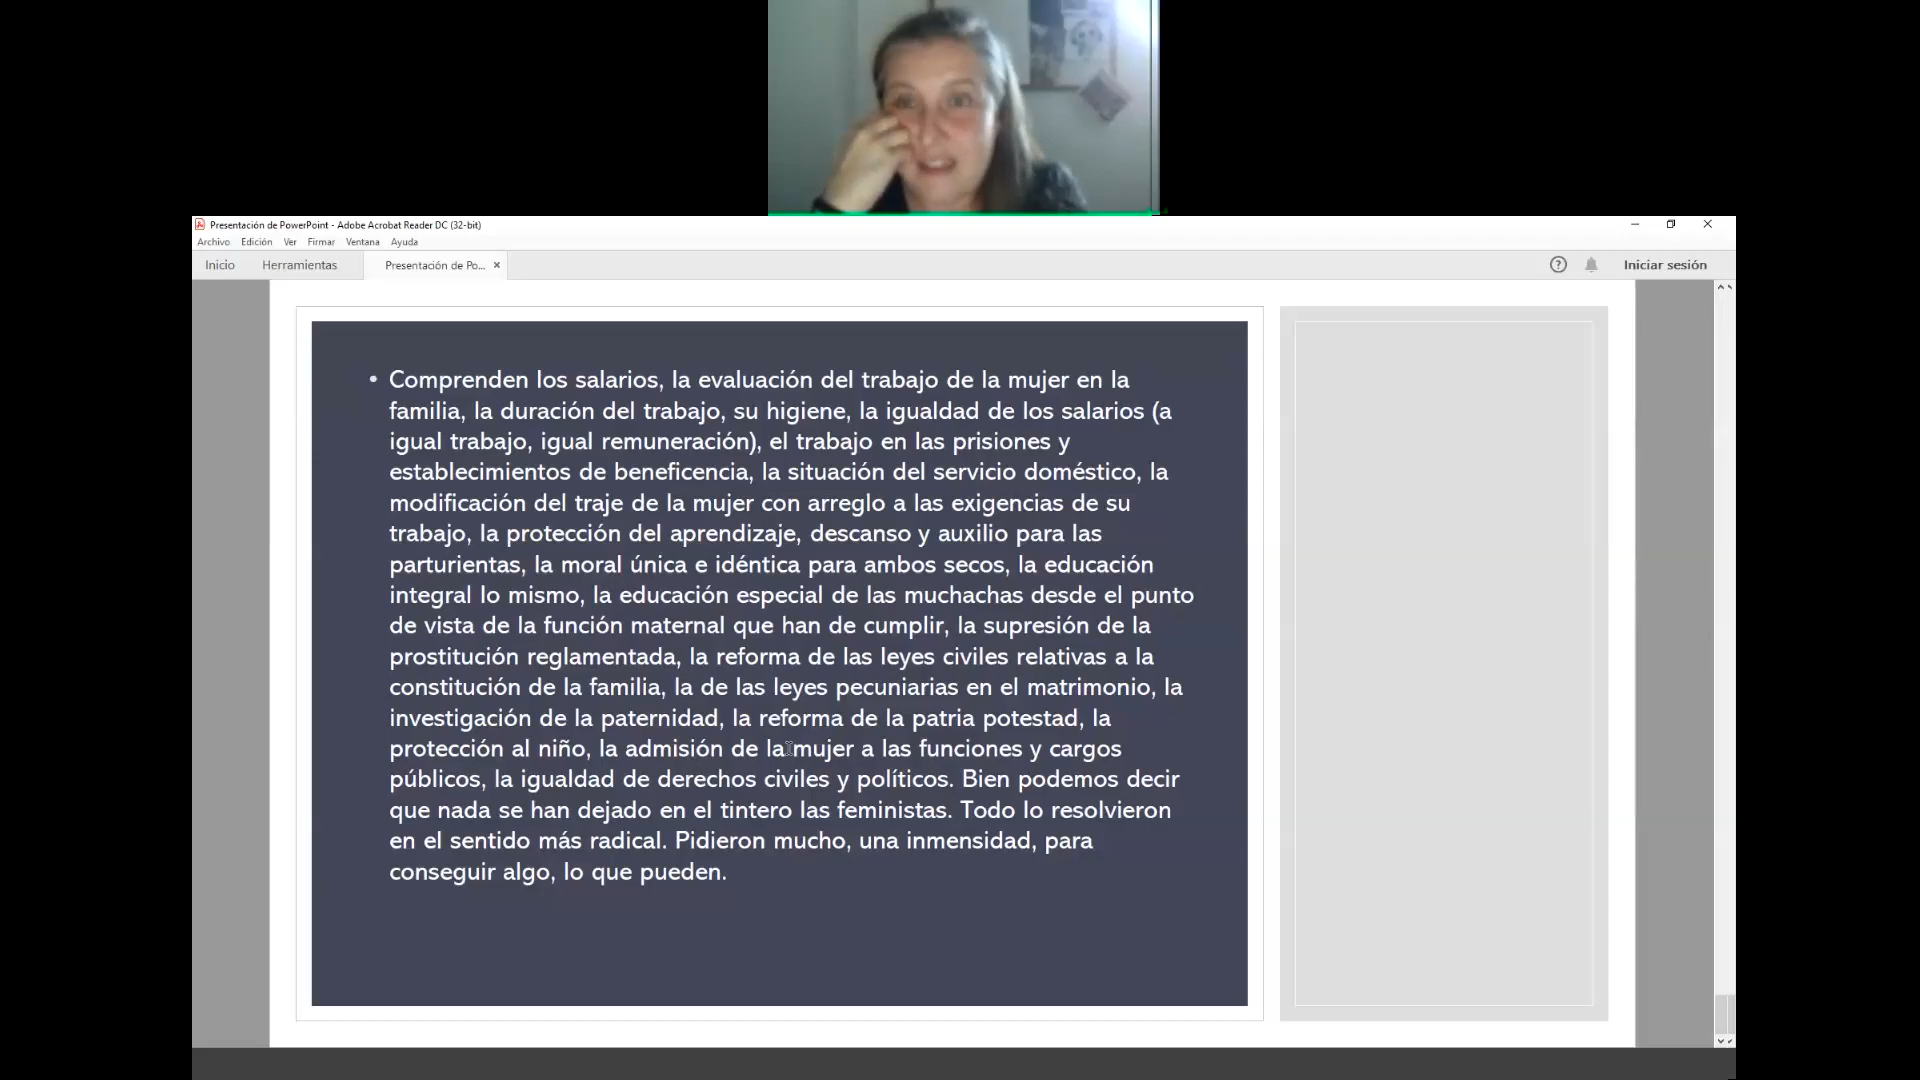 Presentación de PowerPoint - Adobe Acrobat Reader DC (32-bit)
Archivo Edición Ver Firmar Ventana Ayuda
Inicio Herramientas Presentación de Po... × ? Iniciar sesión
• Comprenden los salarios, la evaluación del trabajo de la mujer en la
familia, la duración del trabajo, su higiene, la igualdad de los salarios (a
igual trabajo, igual remuneración), el trabajo en las prisiones y
establecimientos de beneficencia, la situación del servicio doméstico, la
modificación del traje de la mujer con arreglo a las exigencias de su
trabajo, la protección del aprendizaje, descanso y auxilio para las
parturientas, la moral única e idéntica para ambos secos, la educación
integral lo mismo, la educación especial de las muchachas desde el punto
de vista de la función maternal que han de cumplir, la supresión de la
prostitución reglamentada, la reforma de las leyes civiles relativas a la
constitución de la familia, la de las leyes pecuniarias en el matrimonio, la
investigación de la paternidad, la reforma de la patria potestad, la
protección al niño, la admisión de la mujer a las funciones y cargos
públicos, la igualdad de derechos civiles y políticos. Bien podemos decir
que nada se han dejado en el tintero las feministas. Todo lo resolvieron
en el sentido más radical. Pidieron mucho, una inmensidad, para
conseguir algo, lo que pueden.